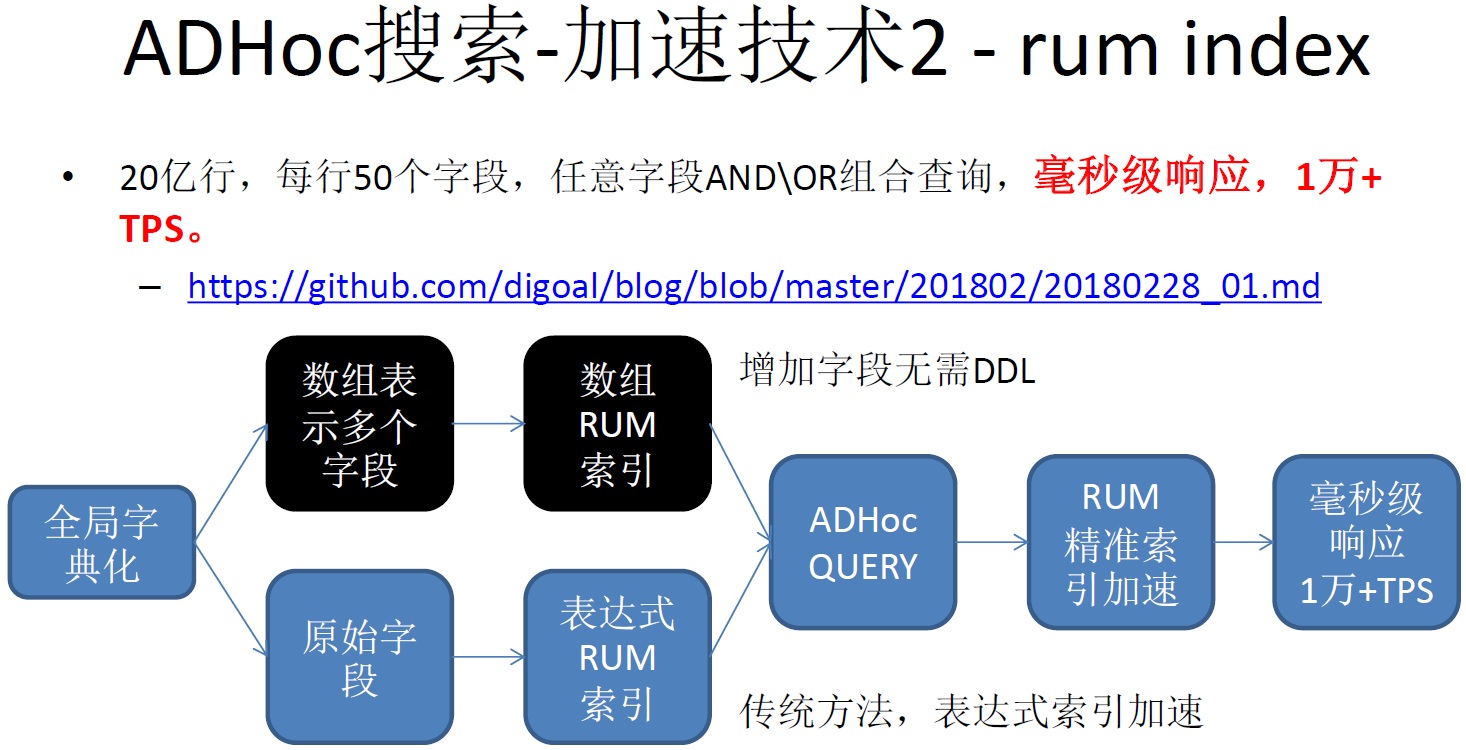 ADHoc搜索-加速技术2 - rum index
• 20亿行，每行50个字段，任意字段AND\OR组合查询，毫秒级响应，1万+
TPS。
– https://github.com/digoal/blog/blob/master/201802/20180228_01.md
数组表
示多个
字段
数组
RUM
索引
增加字段无需DDL
全局字
典化
ADHoc
QUERY
RUM
精准索
引加速
毫秒级
响应
1万+TPS
原始字
段
表达式
RUM
索引
传统方法，表达式索引加速